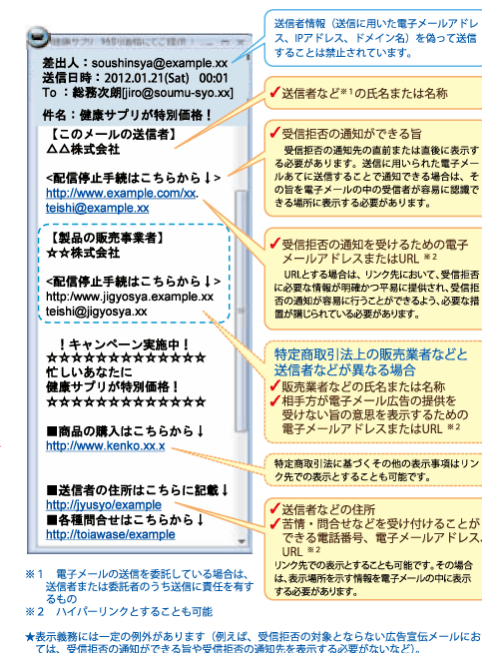 健康サプリ 特別価格にてご提供！
差出人：soushinsya@example.xx
送信日時：2012.01.21(Sat) 00:01
To ：総務次朗[jiro@soumu-syo.xx]
件名：健康サプリが特別価格！
【このメールの送信者】
△△株式会社
<配信停止手続はこちらから↓>
http://www.example.com/xx.
teishi@example.xx
【製品の販売事業者】
☆☆株式会社
<配信停止手続はこちらから↓>
http:/www.jigyosya.example.xx
teishi@jigyosya.xx
！キャンペーン実施中！
☆☆☆☆☆☆☆☆☆☆☆☆☆
忙しいあなたに
健康サプリが特別価格！
☆☆☆☆☆☆☆☆☆☆☆☆☆
■商品の購入はこちらから↓
http://www.kenko.xx.x
■送信者の住所はこちらに記載↓
http://jyusyo/example
■各種問合せはこちらから↓
http://toiawase/example
送信者情報（送信に用いた電子メールアドレ
ス、IPアドレス、ドメイン名）を偽って送信
することは禁止されています。
✓送信者など※1の氏名または名称
✓受信拒否の通知ができる旨
受信拒否の通知先の直前または直後に表示す
る必要があります。送信に用いられた電子メー
ルあてに送信することで通知できる場合は、そ
の旨を電子メールの中の受信者が容易に認識で
きる場所に表示する必要があります。
✓受信拒否の通知を受けるための電子
メールアドレスまたはURL ※2
URLとする場合は、リンク先において、受信拒否
に必要な情報が明確かつ平易に提供され、受信拒
否の通知が容易に行うことができるよう、必要な措
置が講じられている必要があります。
特定商取引法上の販売業者などと
送信者などが異なる場合
✓販売業者などの氏名または名称
✓相手方が電子メール広告の提供を
受けない旨の意思を表示するための
電子メールアドレスまたはURL ※2
特定商取引法に基づくその他の表示事項はリン
ク先での表示とすることも可能です。
✓送信者などの住所
✓苦情・問合せなどを受け付けることが
できる電話番号、電子メールアドレス、
URL ※2
リンク先での表示とすることも可能です。その場合
は、表示場所を示す情報を電子メールの中に表示
する必要があります。
※1 電子メールの送信を委託している場合は、
送信者または委託者のうち送信に責任を有す
るもの
※2 ハイパーリンクとすることも可能
★表示義務には一定の例外があります（例えば、受信拒否の対象とならない広告宣伝メールにお
ては、受信拒否の通知ができる旨や受信拒否の通知先を表示する必要がないなど）。